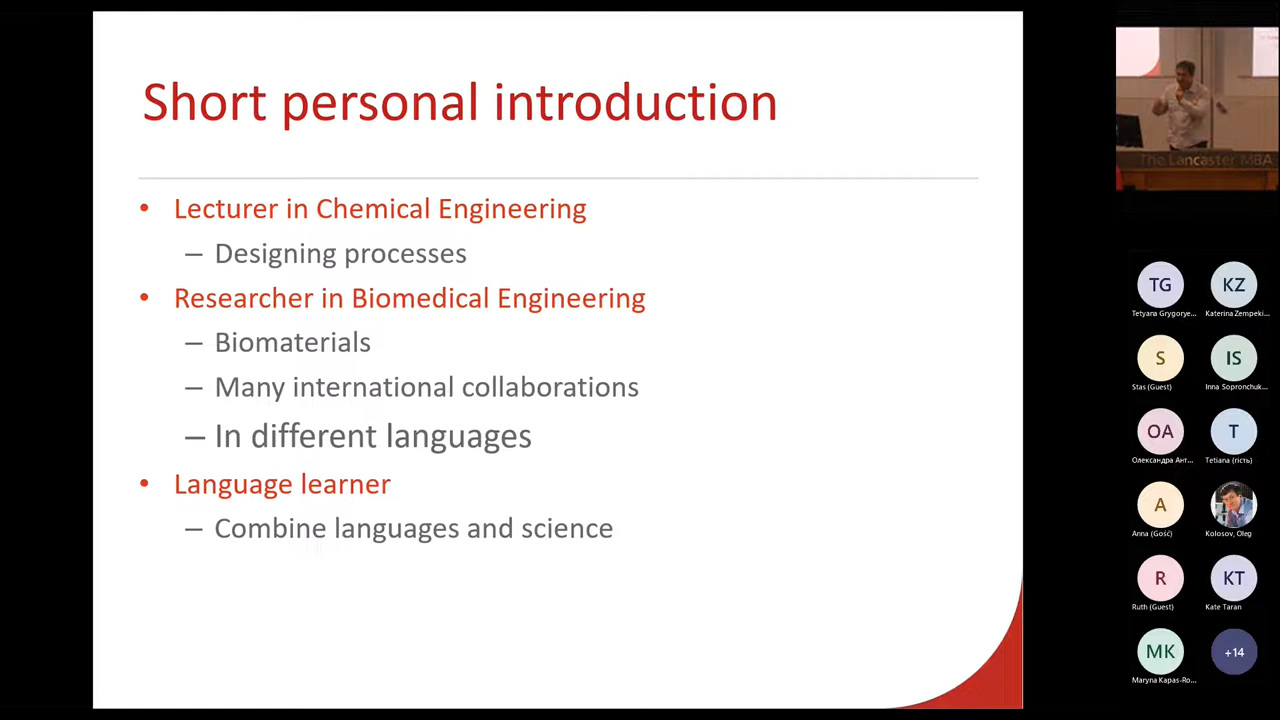 Short personal introduction
• Lecturer in Chemical Engineering
– Designing processes
• Researcher in Biomedical Engineering
– Biomaterials
– Many international collaborations
– In different languages
• Language learner
– Combine languages and science
The Lancaster MBA
TG
KZ
Tetyana Grygorye...
Katerina Zempeki...
S
IS
Stas (Guest)
Inna Sopronchuk...
OA
T
Олександра Ант...
Tetiana (гість)
A
Anna (Gość)
Kolosov, Oleg
R
KT
Ruth (Guest)
Kate Taran
MK
+14
Maryna Kapas-Ro...